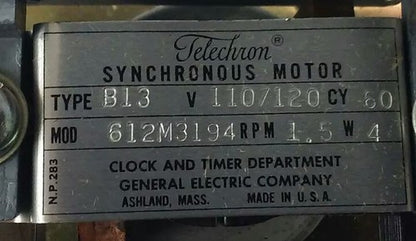 Telechron®
SYNCHRONOUS MOTOR
TYPE B13 V 110/120 CY 60
MOD 612M3194 RPM 1.5 W 4
CLOCK AND TIMER DEPARTMENT
GENERAL ELECTRIC COMPANY
ASHLAND, MASS. MADE IN U.S.A.
N.P. 283